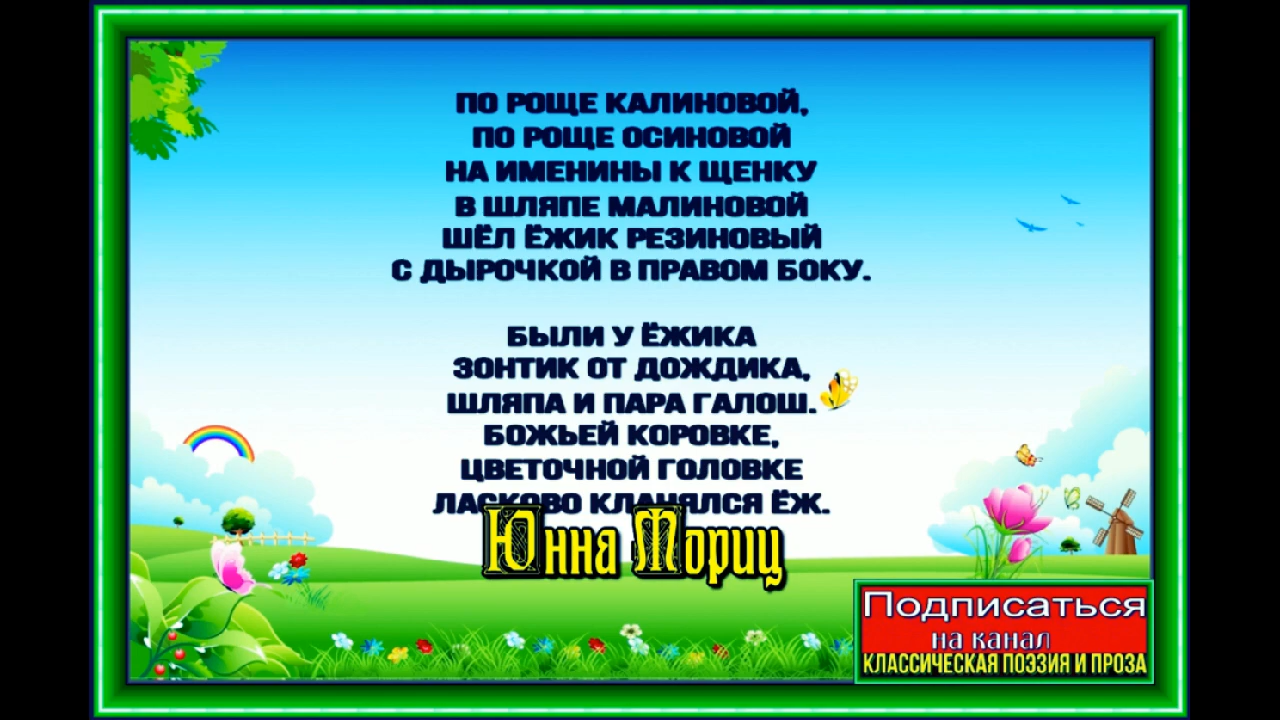 ПО РОЩЕ КАЛИНОВОЙ,
ПО РОЩЕ ОСИНОВОЙ
НА ИМЕНИНЫ К ЩЕНКУ
В ШЛЯПЕ МАЛИНОВОЙ
ШЁЛ ЁЖИК РЕЗИНОВЫЙ
С ДЫРОЧКОЙ В ПРАВОМ БОКУ.
БЫЛИ У ЁЖИКА
ЗОНТИК ОТ ДОЖДИКА,
ШЛЯПА И ПАРА ГАЛОШ.
БОЖЬЕЙ КОРОВКЕ,
ЦВЕТОЧНОЙ ГОЛОВКЕ
ЛАСКОВО КЛАНЯЛСЯ ЁЖ.
Юнна Мориц
Подписаться
на канал
КЛАССИЧЕСКАЯ ПОЭЗИЯ И ПРОЗА